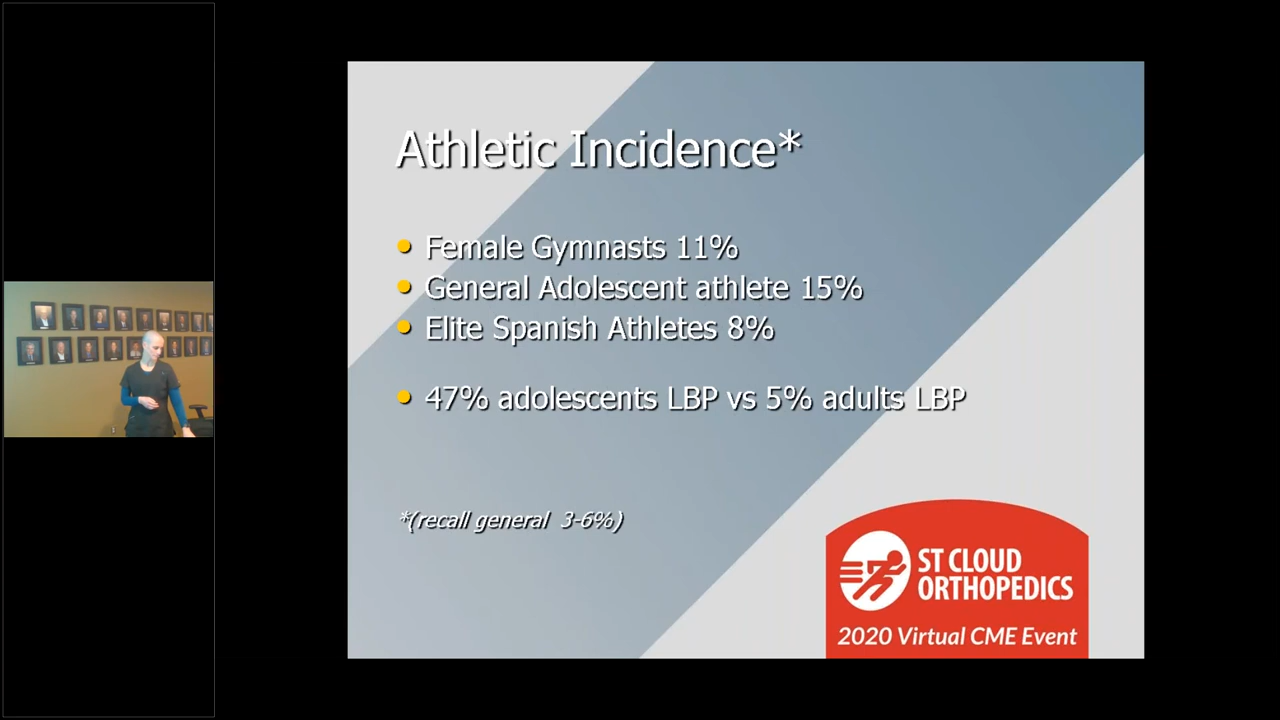 Athletic Incidence*
Female Gymnasts 11%
General Adolescent athlete 15%
Elite Spanish Athletes 8%
47% adolescents LBP vs 5% adults LBP
*(recall general 3-6%)
ST CLOUD
ORTHOPEDICS
2020 Virtual CME Event